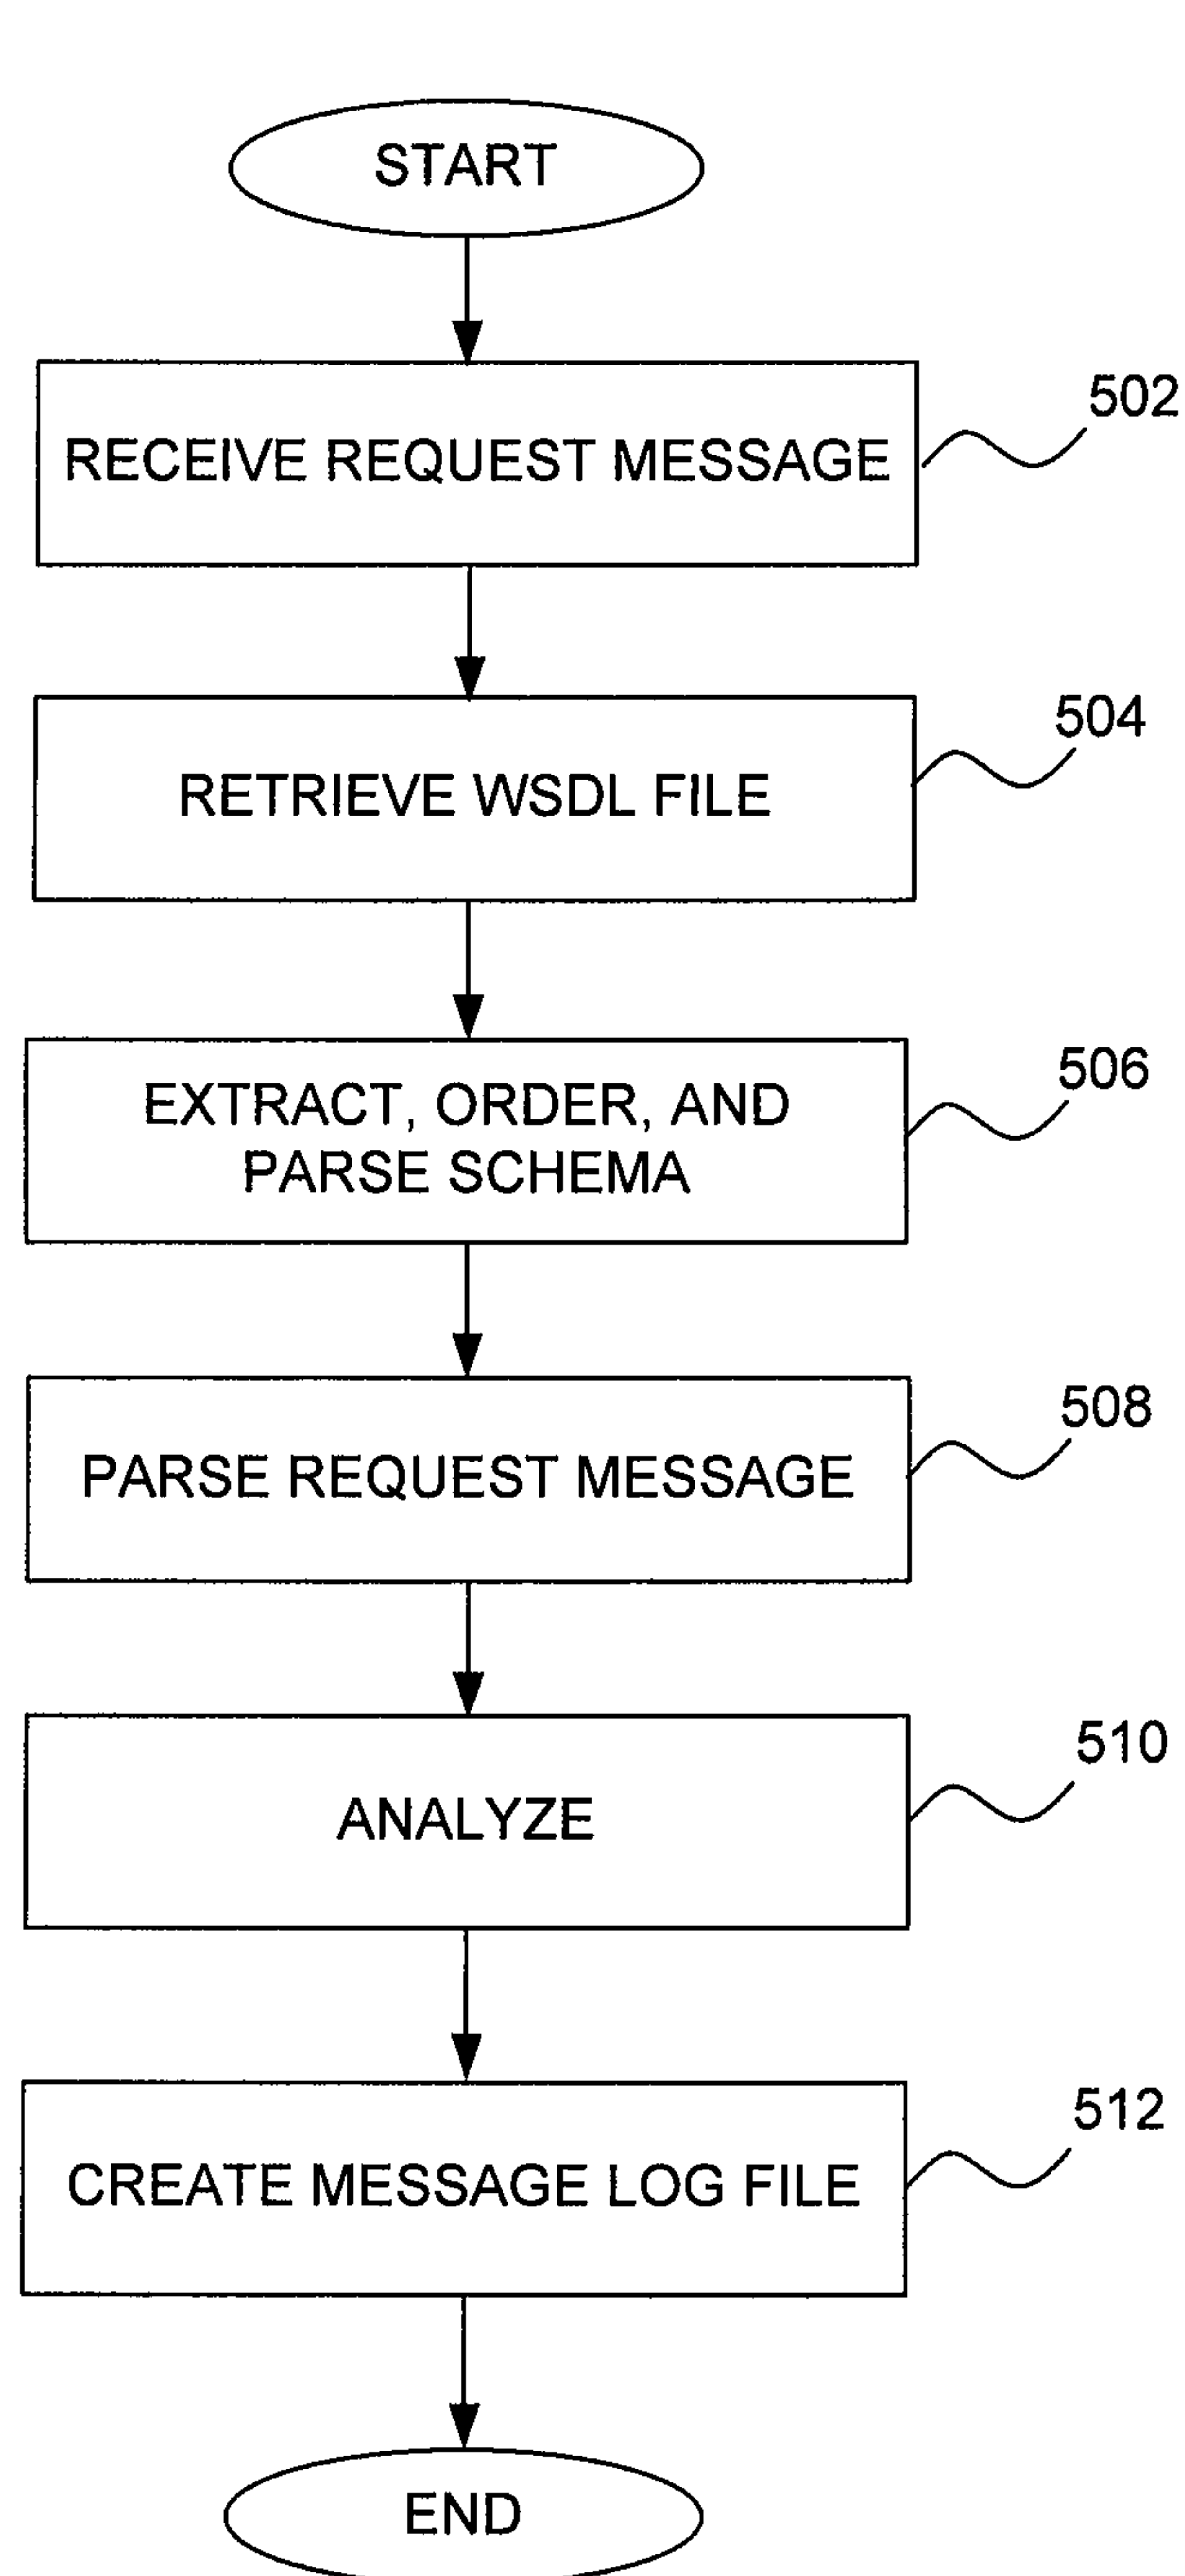 START
RECEIVE REQUEST MESSAGE
502
RETRIEVE WSDL FILE
504
EXTRACT, ORDER, AND
PARSE SCHEMA
506
PARSE REQUEST MESSAGE
508
ANALYZE
510
CREATE MESSAGE LOG FILE
512
END